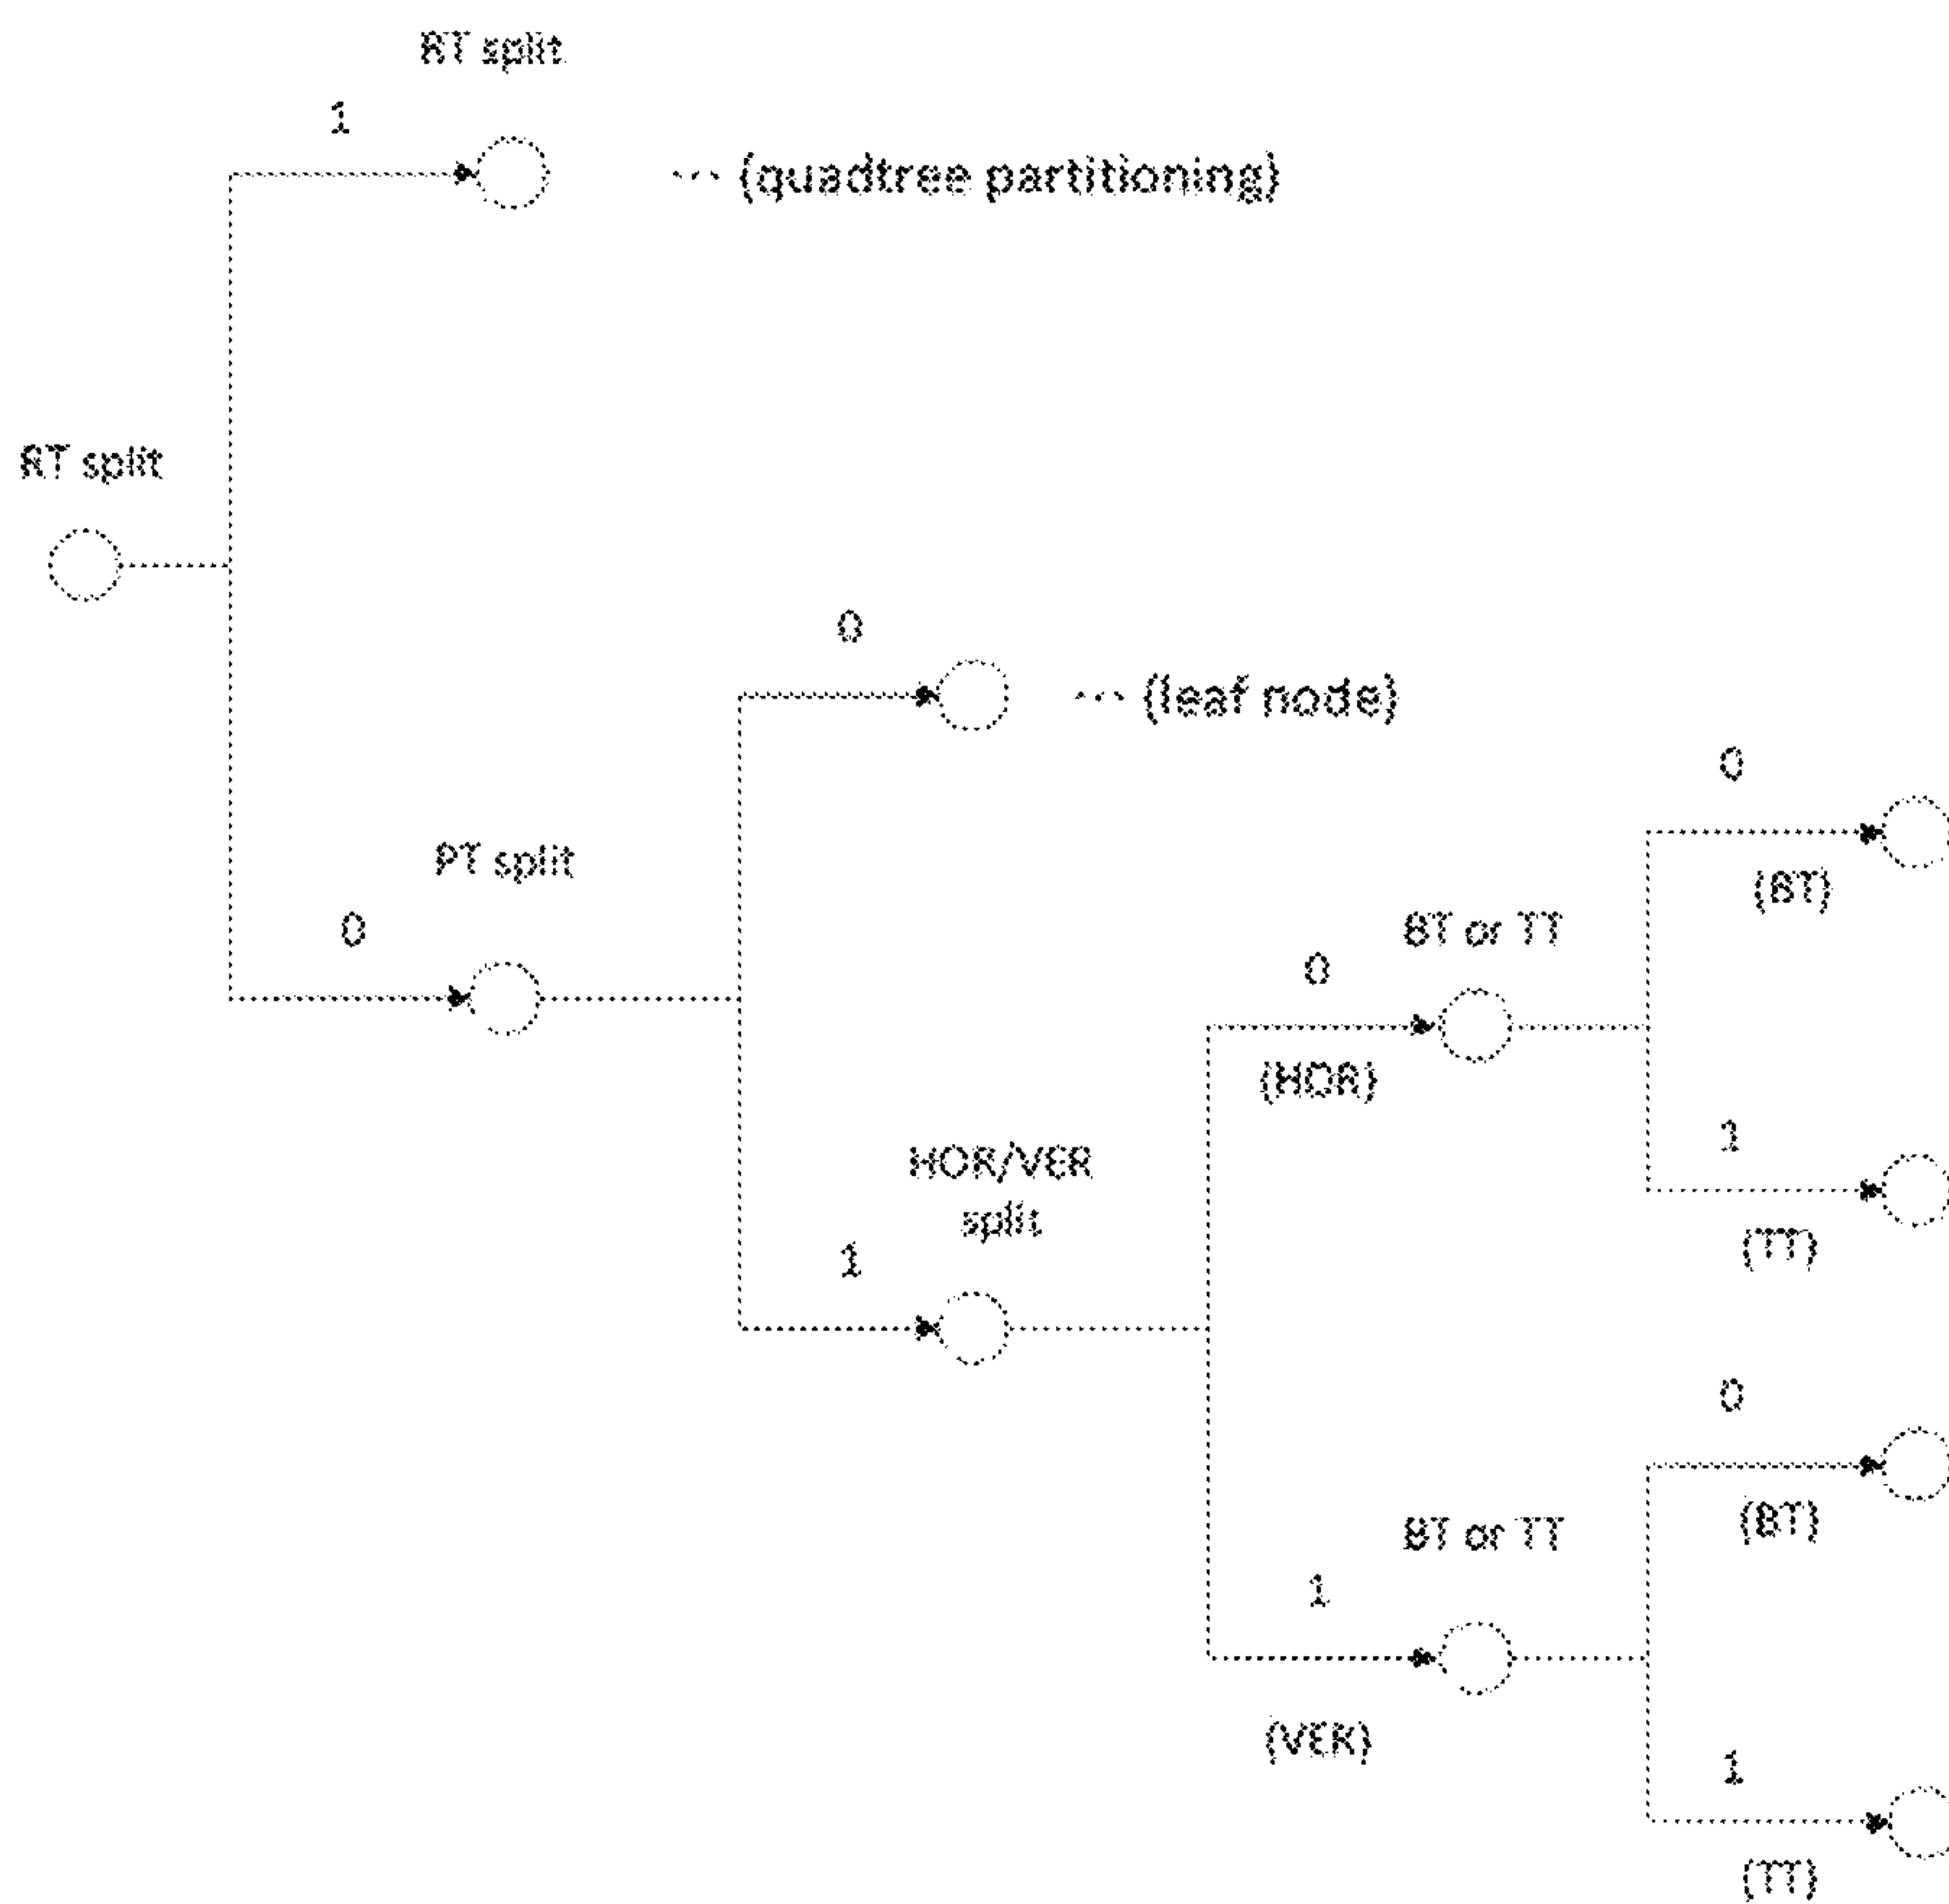 RT split
1
··· (quadtree partitioning)
RT split
0
··· (leaf node)
0
(BT)
PT split
0
BT or TT
0
(HOR)
1
(TT)
HOR/VER
split
1
0
(BT)
BT or TT
1
(VER)
1
(TT)